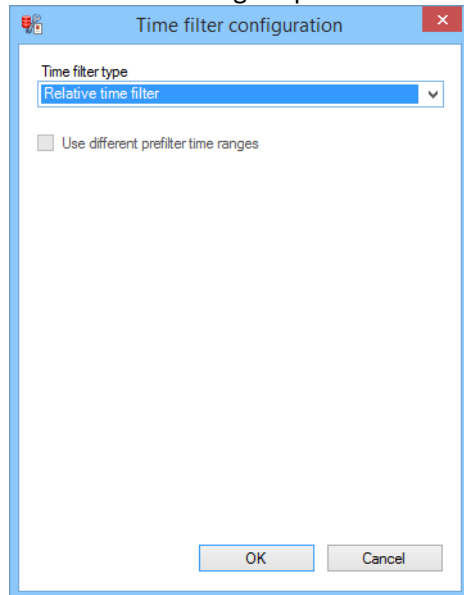 Time filter configuration
Time filter type
Relative time filter
Use different prefilter time ranges
OK
Cancel